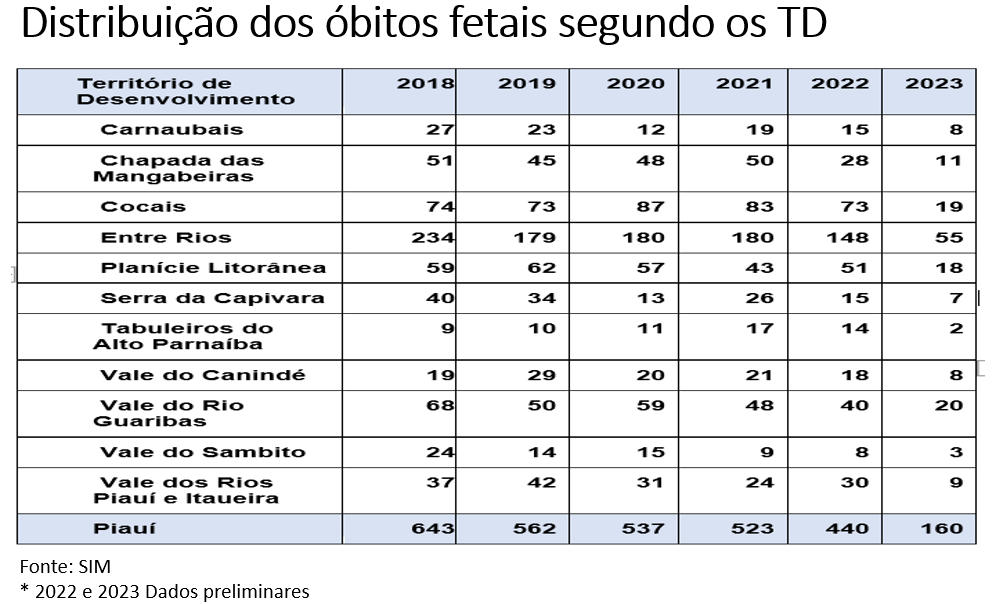 Distribuição dos óbitos fetais segundo os TD
Território de Desenvolvimento 2018 2019 2020 2021 2022 2023
Carnaubais 27 23 12 19 15 8
Chapada das Mangabeiras 51 45 48 50 28 11
Cocais 74 73 87 83 73 19
Entre Rios 234 179 180 180 148 55
Planície Litorânea 59 62 57 43 51 18
Serra da Capivara 40 34 13 26 15 7
Tabuleiros do Alto Parnaíba 9 10 11 17 14 2
Vale do Canindé 19 29 20 21 18 8
Vale do Rio Guaribas 68 50 59 48 40 20
Vale do Sambito 24 14 15 9 8 3
Vale dos Rios Piauí e Itaueira 37 42 31 24 30 9
Piauí 643 562 537 523 440 160
Fonte: SIM
* 2022 e 2023 Dados preliminares